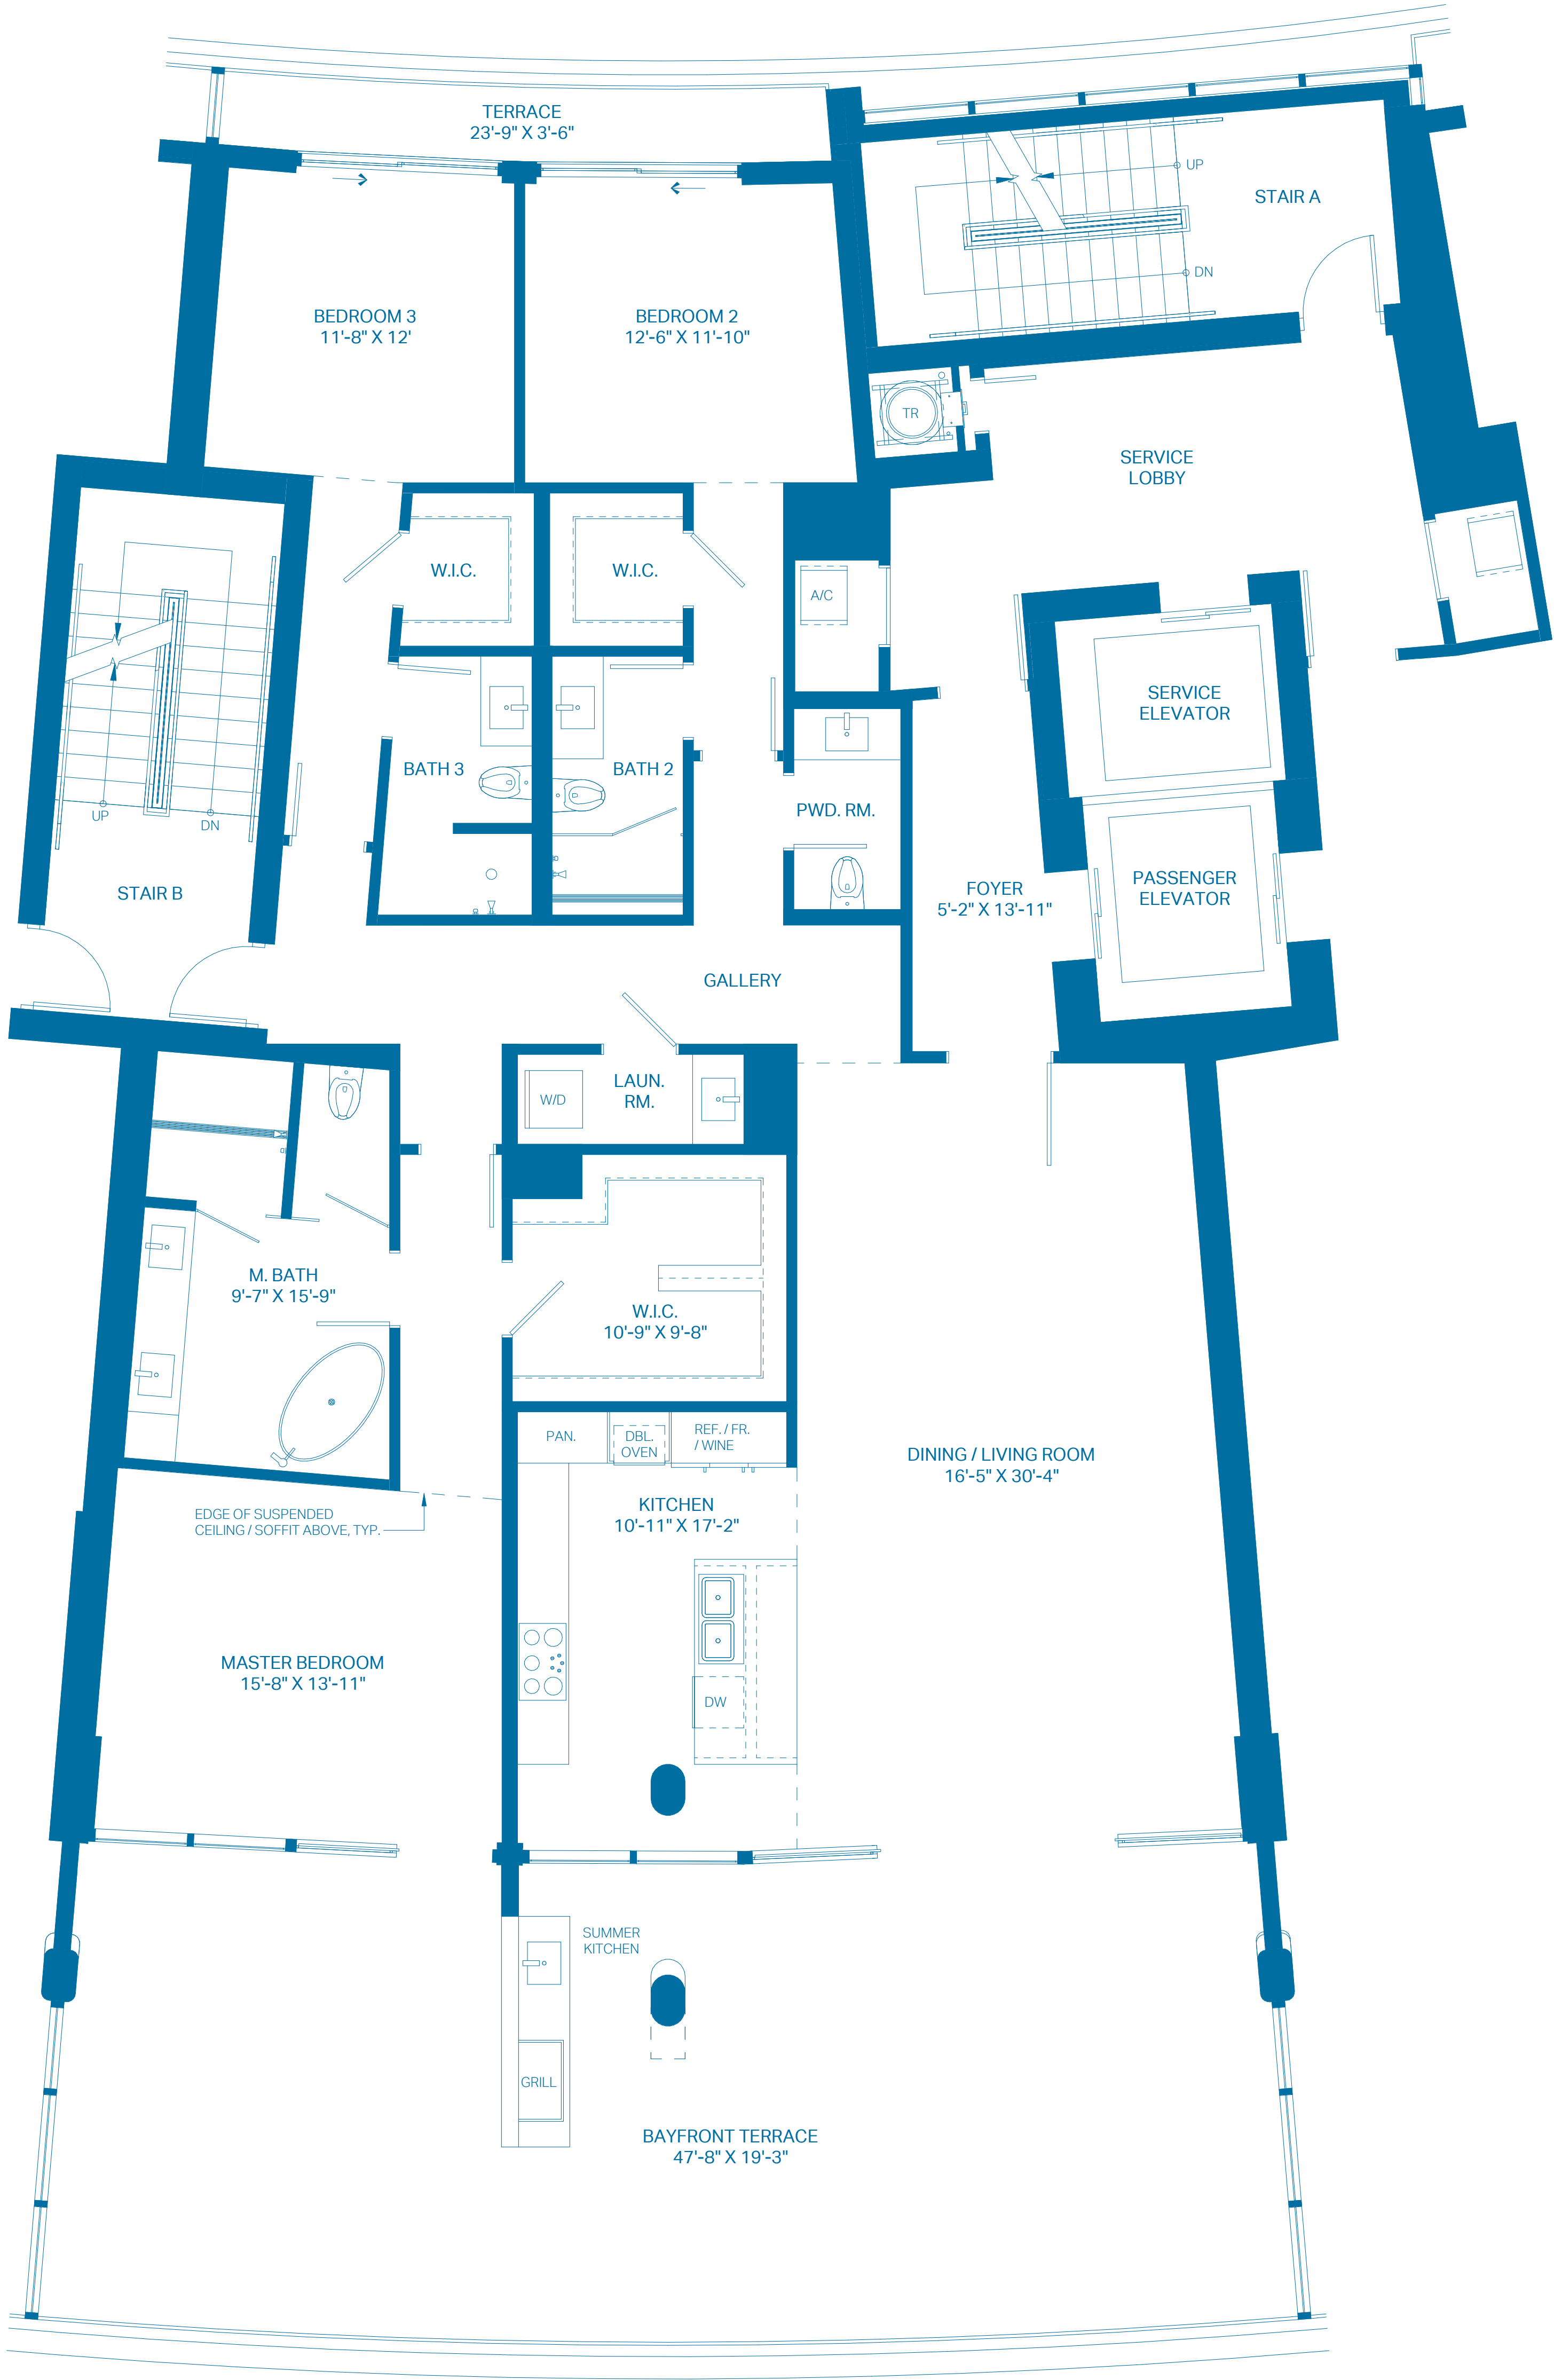 TERRACE
23'-9" X 3'-6"
UP
STAIR A
DN
BEDROOM 3
11'-8" X 12'
BEDROOM 2
12'-6" X 11'-10"
TR
SERVICE
LOBBY
W.I.C.
W.I.C.
A/C
SERVICE
ELEVATOR
BATH 3
BATH 2
PWD. RM.
UP
DN
STAIR B
FOYER
5'-2" X 13'-11"
PASSENGER
ELEVATOR
GALLERY
LAUN.
RM.
W/D
M. BATH
9'-7" X 15'-9"
W.I.C.
10'-9" X 9'-8"
PAN.
DBL.
OVEN
REF. / FR.
/ WINE
DINING / LIVING ROOM
16'-5" X 30'-4"
KITCHEN
10'-11" X 17'-2"
EDGE OF SUSPENDED
CEILING / SOFFIT ABOVE, TYP.
MASTER BEDROOM
15'-8" X 13'-11"
DW
SUMMER
KITCHEN
GRILL
BAYFRONT TERRACE
47'-8" X 19'-3"